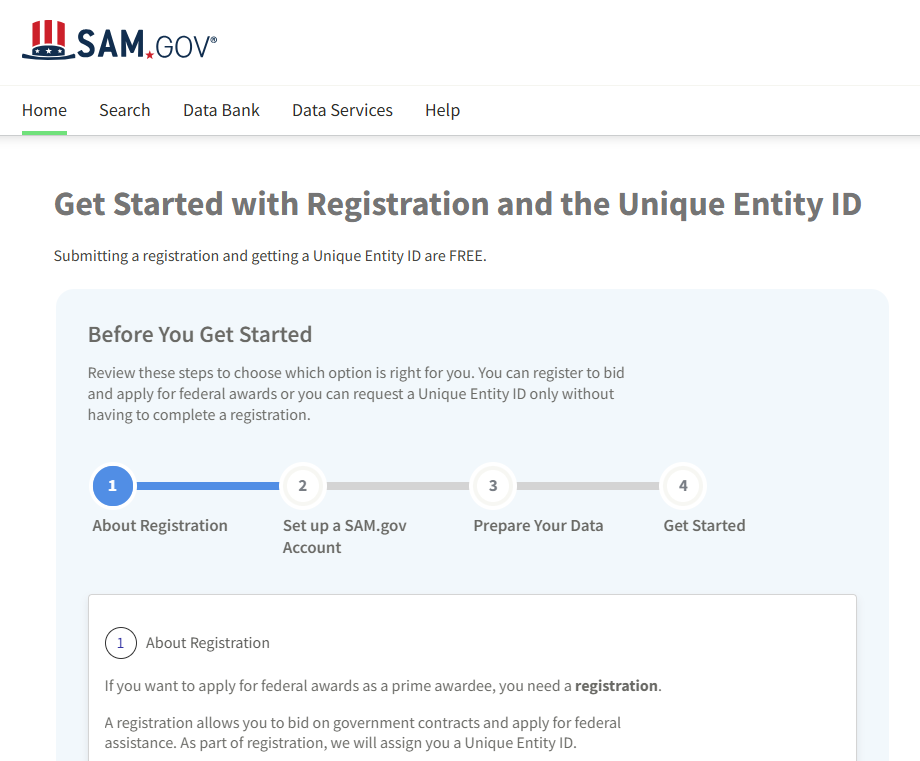 SAM.GOV®
Home Search Data Bank Data Services Help
Get Started with Registration and the Unique Entity ID
Submitting a registration and getting a Unique Entity ID are FREE.
Before You Get Started
Review these steps to choose which option is right for you. You can register to bid
and apply for federal awards or you can request a Unique Entity ID only without
having to complete a registration.
1 2 3 4
About Registration
Set up a SAM.gov
Account
Prepare Your Data
Get Started
1 About Registration
If you want to apply for federal awards as a prime awardee, you need a registration.
A registration allows you to bid on government contracts and apply for federal
assistance. As part of registration, we will assign you a Unique Entity ID.